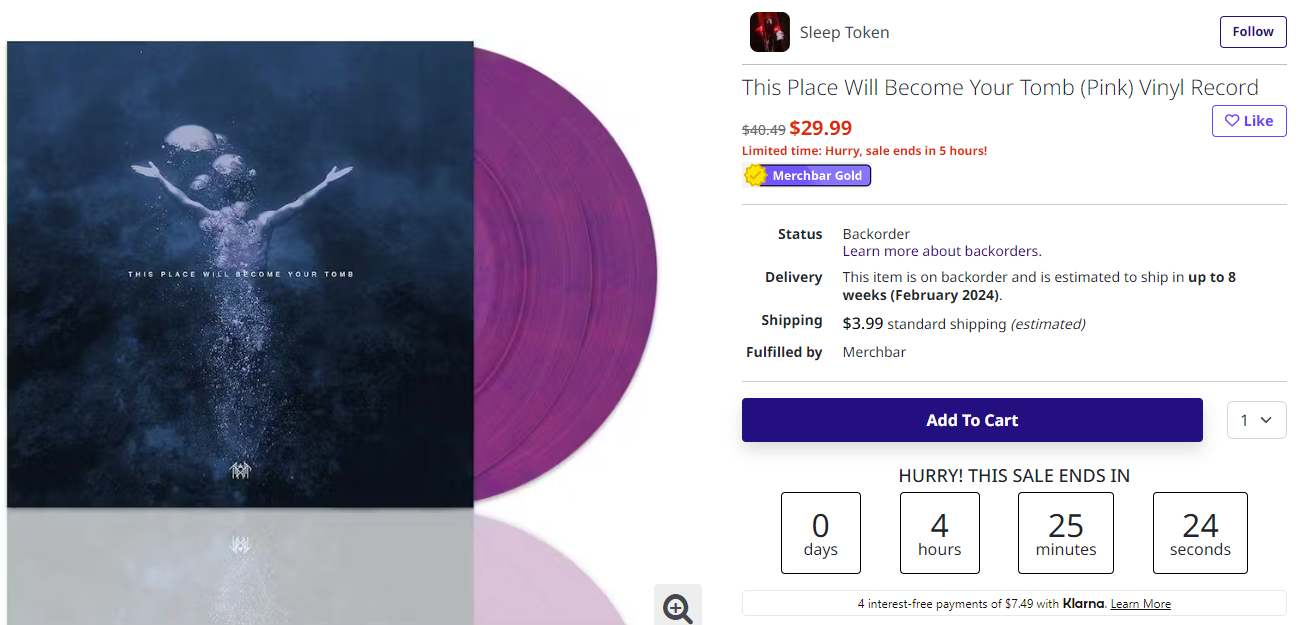 THIS PLACE WILL BECOME YOUR TOMB
Sleep Token
Follow
This Place Will Become Your Tomb (Pink) Vinyl Record
$40.49 $29.99
Like
Limited time: Hurry, sale ends in 5 hours!
Merchbar Gold
Status
Backorder
Learn more about backorders.
Delivery
This item is on backorder and is estimated to ship in up to 8
weeks (February 2024).
Shipping
$3.99 standard shipping (estimated)
Fulfilled by
Merchbar
Add To Cart
1
HURRY! THIS SALE ENDS IN
0
days
4
hours
25
minutes
24
seconds
4 interest-free payments of $7.49 with Klarna. Learn More